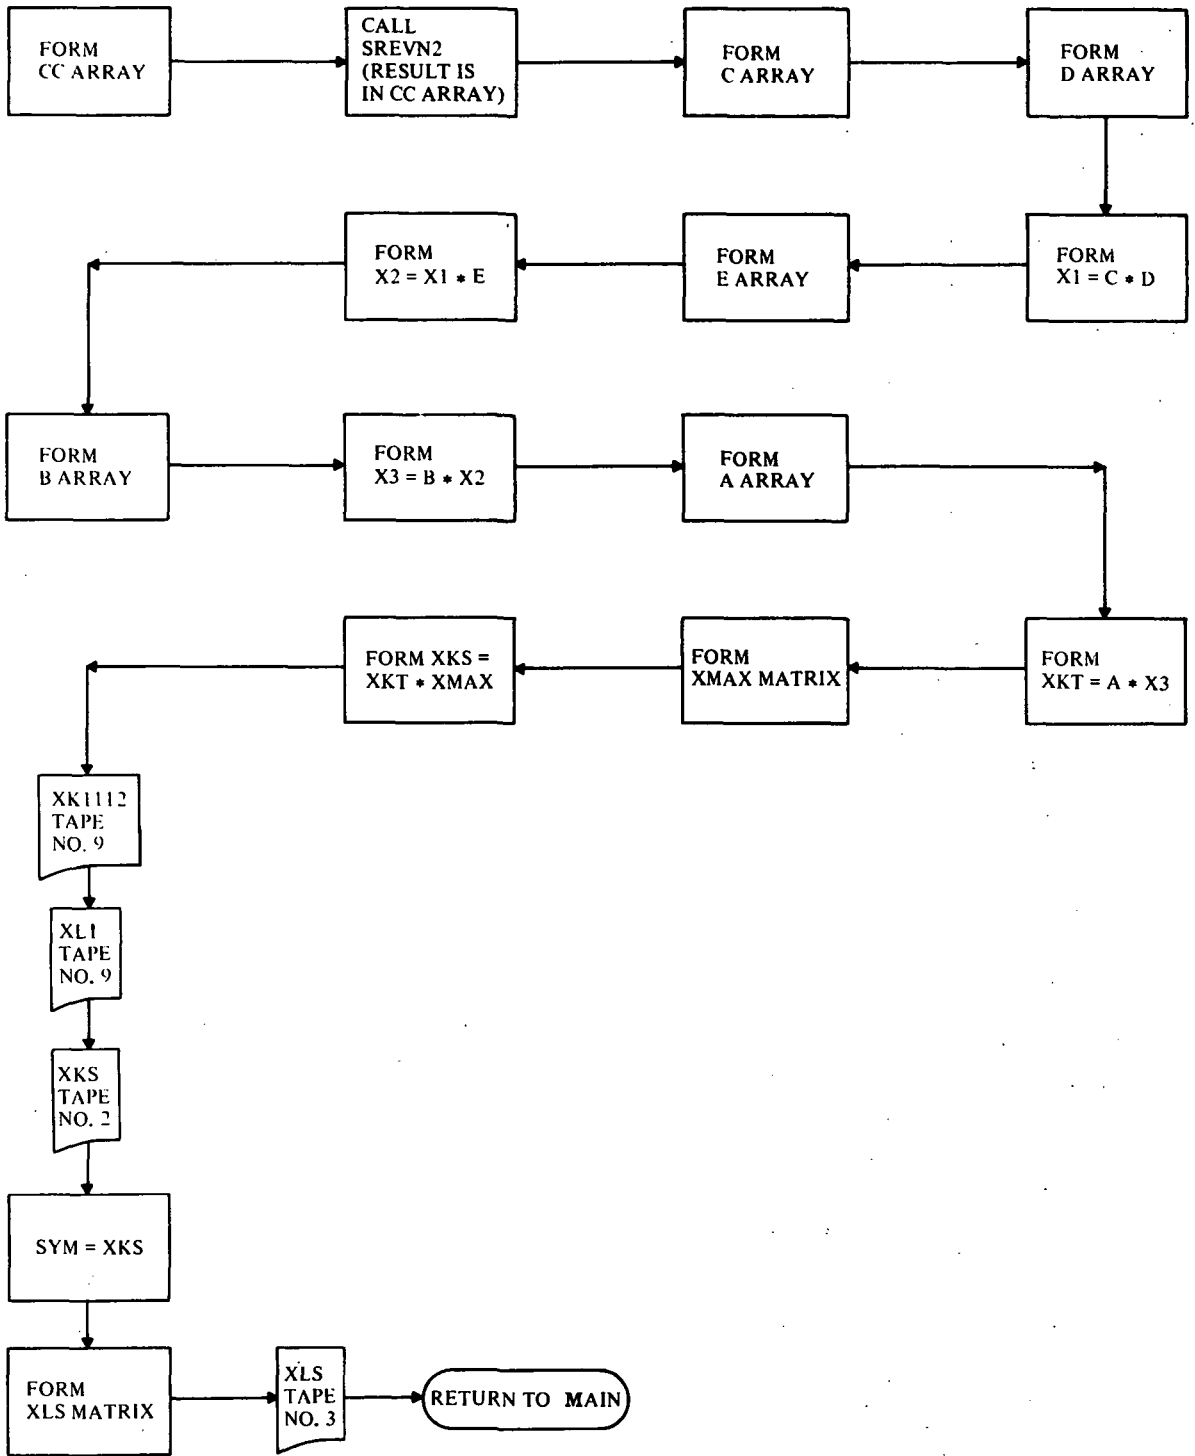 FORM
CC ARRAY
CALL
SREVN2
(RESULT IS
IN CC ARRAY)
FORM
C ARRAY
FORM
D ARRAY
FORM
X1 = C * D
FORM
E ARRAY
FORM
X2 = X1 * E
FORM
B ARRAY
FORM
X3 = B * X2
FORM
A ARRAY
FORM
XKT = A * X3
FORM
XMAX MATRIX
FORM XKS =
XKT * XMAX
XK1112
TAPE
NO. 9
XL1
TAPE
NO. 9
XKS
TAPE
NO. 2
SYM = XKS
FORM
XLS MATRIX
XLS
TAPE
NO. 3
RETURN TO MAIN